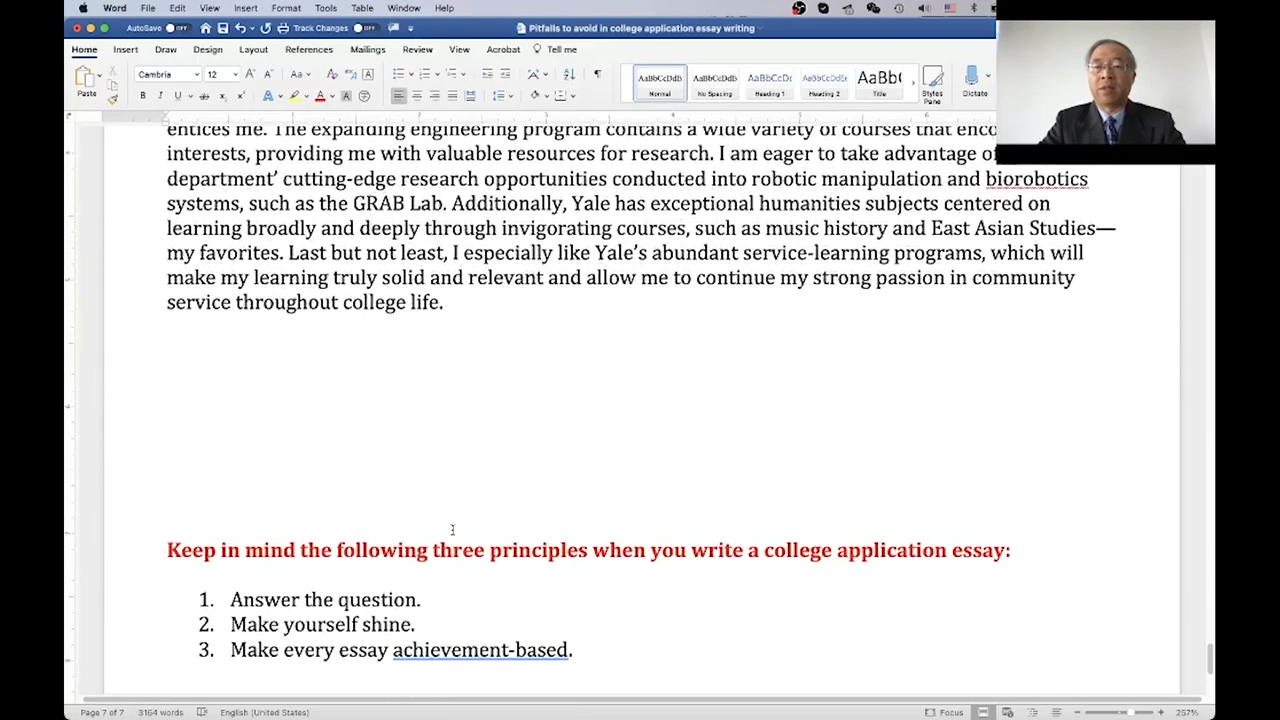 Word File Edit View Insert Format Tools Table Window Help
AutoSave OFF Track Changes OFF Pitfalls to avoid in college application essay writing
Home Insert Draw Design Layout References Mailings Review View Acrobat Tell me
Paste Cambria 12 Aa AaBbCcDdE Normal AaBbCcDdE No Spacing AaBbCcDc Heading 1 AaBbCcDdEe Heading 2 AaBb( Title Styles Pane Dictate
entices me. The expanding engineering program contains a wide variety of courses that enco
interests, providing me with valuable resources for research. I am eager to take advantage
department’ cutting-edge research opportunities conducted into robotic manipulation and biorobotics
systems, such as the GRAB Lab. Additionally, Yale has exceptional humanities subjects centered on
learning broadly and deeply through invigorating courses, such as music history and East Asian Studies—
my favorites. Last but not least, I especially like Yale’s abundant service-learning programs, which will
make my learning truly solid and relevant and allow me to continue my strong passion in community
service throughout college life.
Keep in mind the following three principles when you write a college application essay:
1. Answer the question.
2. Make yourself shine.
3. Make every essay achievement-based.
Page 7 of 7 3164 words English (United States) Focus 257%